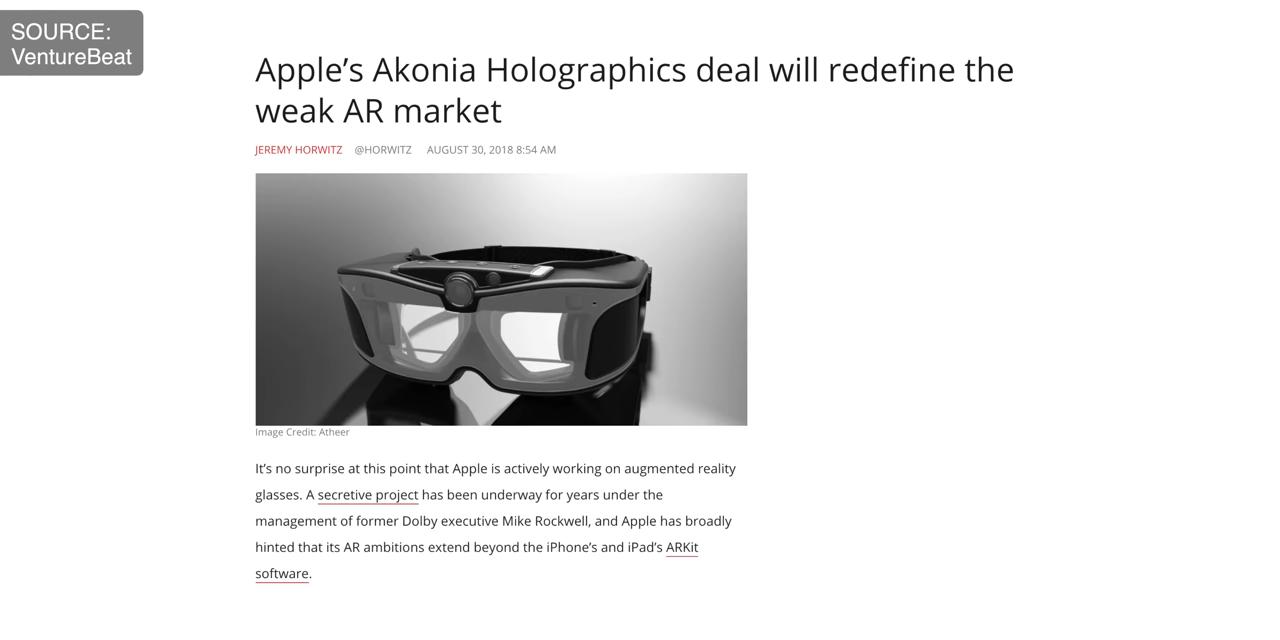 SOURCE:
VentureBeat
Apple’s Akonia Holographics deal will redefine the
weak AR market
JEREMY HORWITZ @HORWITZ AUGUST 30, 2018 8:54 AM
Image Credit: Atheer
It’s no surprise at this point that Apple is actively working on augmented reality
glasses. A secretive project has been underway for years under the
management of former Dolby executive Mike Rockwell, and Apple has broadly
hinted that its AR ambitions extend beyond the iPhone’s and iPad’s ARKit
software.